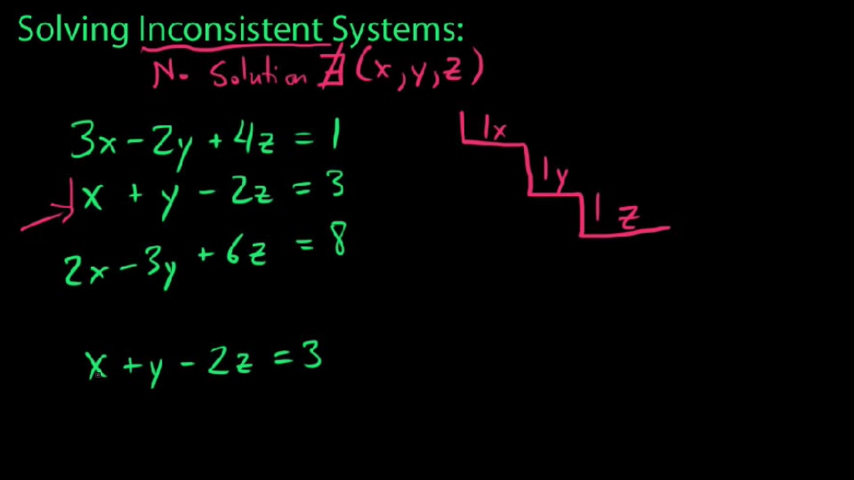 Solving Inconsistent Systems:
No Solution ∄ (x, y, z)
3x - 2y + 4z = 1
1x + y - 2z = 3
2x - 3y + 6z = 8
x + y - 2z = 3
1x
1y
1z